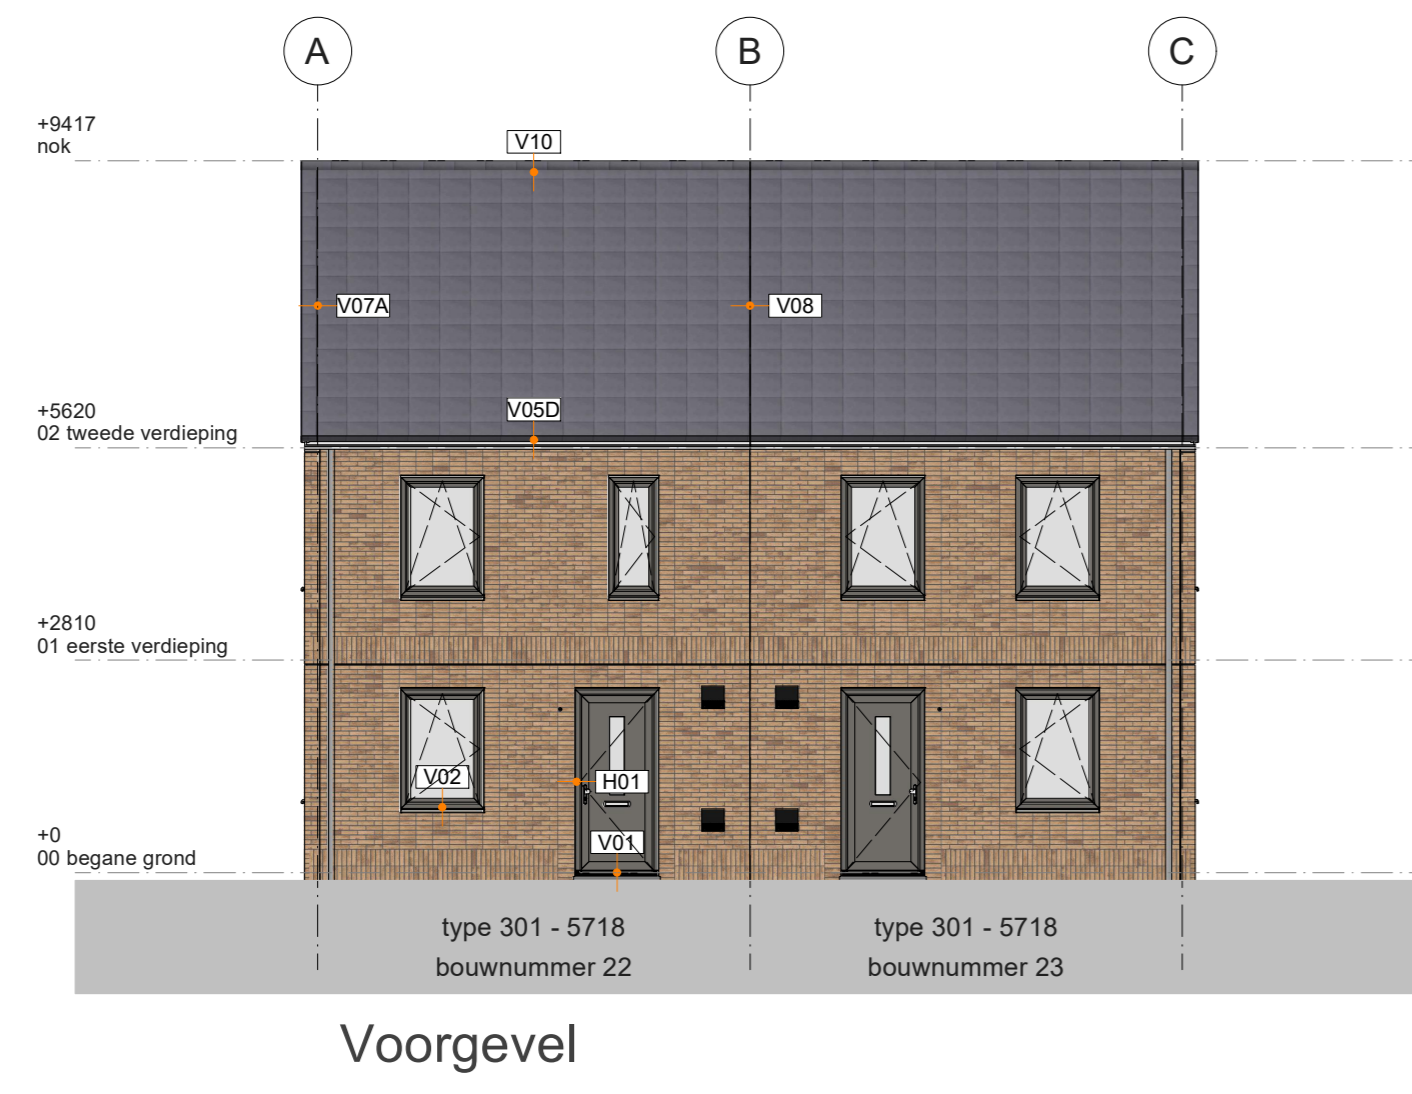 A
B
C
+9417
nok
V10
V07A
V08
+5620
02 tweede verdieping
V05D
+2810
01 eerste verdieping
V02
H01
+0
00 begane grond
V01
type 301 - 5718
bouwnummer 22
type 301 - 5718
bouwnummer 23
Voorgevel